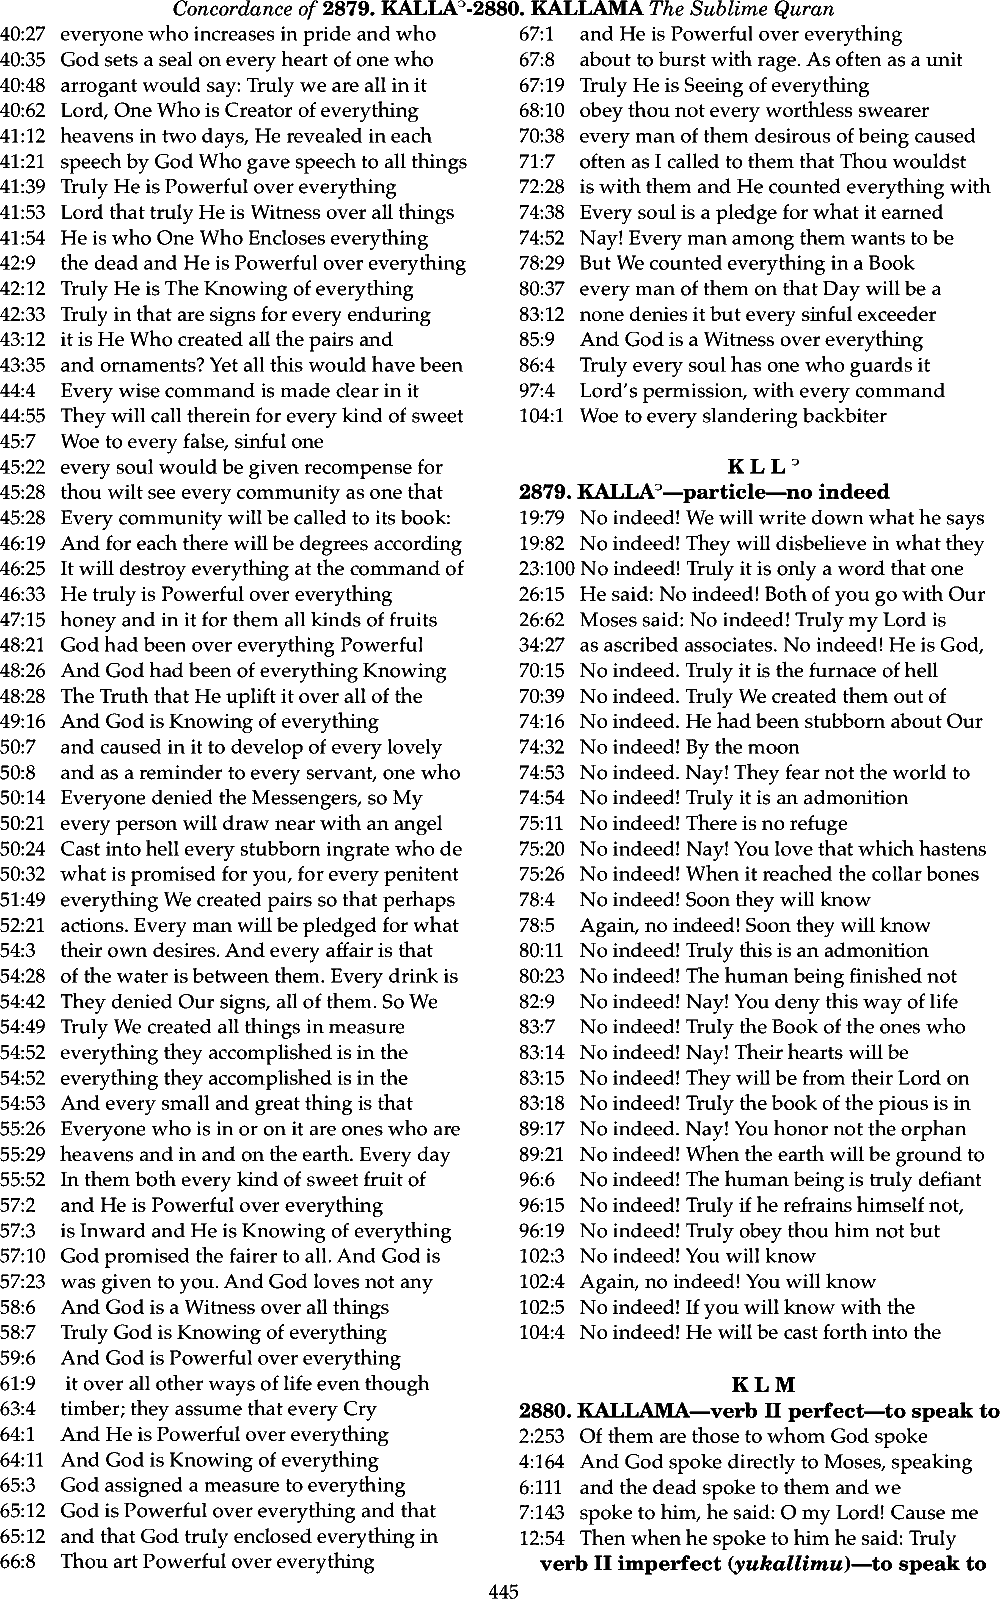 Concordance of 2879. KALLAɔ-2880. KALLAMA The Sublime Quran
40:27 everyone who increases in pride and who
40:35 God sets a seal on every heart of one who
40:48 arrogant would say: Truly we are all in it
40:62 Lord, One Who is Creator of everything
41:12 heavens in two days, He revealed in each
41:21 speech by God Who gave speech to all things
41:39 Truly He is Powerful over everything
41:53 Lord that truly He is Witness over all things
41:54 He is who One Who Encloses everything
42:9 the dead and He is Powerful over everything
42:12 Truly He is The Knowing of everything
42:33 Truly in that are signs for every enduring
43:12 it is He Who created all the pairs and
43:35 and ornaments? Yet all this would have been
44:4 Every wise command is made clear in it
44:55 They will call therein for every kind of sweet
45:7 Woe to every false, sinful one
45:22 every soul would be given recompense for
45:28 thou wilt see every community as one that
45:28 Every community will be called to its book:
46:19 And for each there will be degrees according
46:25 It will destroy everything at the command of
46:33 He truly is Powerful over everything
47:15 honey and in it for them all kinds of fruits
48:21 God had been over everything Powerful
48:26 And God had been of everything Knowing
48:28 The Truth that He uplift it over all of the
49:16 And God is Knowing of everything
50:7 and caused in it to develop of every lovely
50:8 and as a reminder to every servant, one who
50:14 Everyone denied the Messengers, so My
50:21 every person will draw near with an angel
50:24 Cast into hell every stubborn ingrate who de
50:32 what is promised for you, for every penitent
51:49 everything We created pairs so that perhaps
52:21 actions. Every man will be pledged for what
54:3 their own desires. And every affair is that
54:28 of the water is between them. Every drink is
54:42 They denied Our signs, all of them. So We
54:49 Truly We created all things in measure
54:52 everything they accomplished is in the
54:52 everything they accomplished is in the
54:53 And every small and great thing is that
55:26 Everyone who is in or on it are ones who are
55:29 heavens and in and on the earth. Every day
55:52 In them both every kind of sweet fruit of
57:2 and He is Powerful over everything
57:3 is Inward and He is Knowing of everything
57:10 God promised the fairer to all. And God is
57:23 was given to you. And God loves not any
58:6 And God is a Witness over all things
58:7 Truly God is Knowing of everything
59:6 And God is Powerful over everything
61:9 it over all other ways of life even though
63:4 timber; they assume that every Cry
64:1 And He is Powerful over everything
64:11 And God is Knowing of everything
65:3 God assigned a measure to everything
65:12 God is Powerful over everything and that
65:12 and that God truly enclosed everything in
66:8 Thou art Powerful over everything
67:1 and He is Powerful over everything
67:8 about to burst with rage. As often as a unit
67:19 Truly He is Seeing of everything
68:10 obey thou not every worthless swearer
70:38 every man of them desirous of being caused
71:7 often as I called to them that Thou wouldst
72:28 is with them and He counted everything with
74:38 Every soul is a pledge for what it earned
74:52 Nay! Every man among them wants to be
78:29 But We counted everything in a Book
80:37 every man of them on that Day will be a
83:12 none denies it but every sinful exceeder
85:9 And God is a Witness over everything
86:4 Truly every soul has one who guards it
97:4 Lord's permission, with every command
104:1 Woe to every slandering backbiter
K L L ɔ
2879. KALLAɔ—particle—no indeed
19:79 No indeed! We will write down what he says
19:82 No indeed! They will disbelieve in what they
23:100 No indeed! Truly it is only a word that one
26:15 He said: No indeed! Both of you go with Our
26:62 Moses said: No indeed! Truly my Lord is
34:27 as ascribed associates. No indeed! He is God,
70:15 No indeed. Truly it is the furnace of hell
70:39 No indeed. Truly We created them out of
74:16 No indeed. He had been stubborn about Our
74:32 No indeed! By the moon
74:53 No indeed. Nay! They fear not the world to
74:54 No indeed! Truly it is an admonition
75:11 No indeed! There is no refuge
75:20 No indeed! Nay! You love that which hastens
75:26 No indeed! When it reached the collar bones
78:4 No indeed! Soon they will know
78:5 Again, no indeed! Soon they will know
80:11 No indeed! Truly this is an admonition
80:23 No indeed! The human being finished not
82:9 No indeed! Nay! You deny this way of life
83:7 No indeed! Truly the Book of the ones who
83:14 No indeed! Nay! Their hearts will be
83:15 No indeed! They will be from their Lord on
83:18 No indeed! Truly the book of the pious is in
89:17 No indeed. Nay! You honor not the orphan
89:21 No indeed! When the earth will be ground to
96:6 No indeed! The human being is truly defiant
96:15 No indeed! Truly if he refrains himself not,
96:19 No indeed! Truly obey thou him not but
102:3 No indeed! You will know
102:4 Again, no indeed! You will know
102:5 No indeed! If you will know with the
104:4 No indeed! He will be cast forth into the
K L M
2880. KALLAMA—verb II perfect—to speak to
2:253 Of them are those to whom God spoke
4:164 And God spoke directly to Moses, speaking
6:111 and the dead spoke to them and we
7:143 spoke to him, he said: O my Lord! Cause me
12:54 Then when he spoke to him he said: Truly
verb II imperfect (yukallimu)—to speak to
445